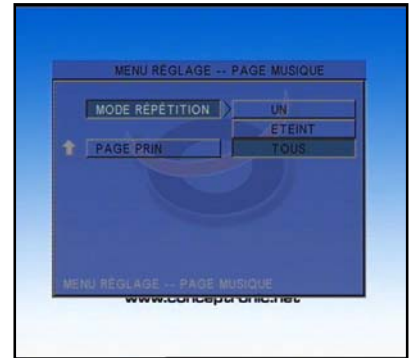 MENU RÉGLAGE -- PAGE MUSIQUE
MODE RÉPÉTITION UN
ETEINT
PAGE PRIN TOUS
MENU RÉGLAGE -- PAGE MUSIQUE
www.conceptronic.net